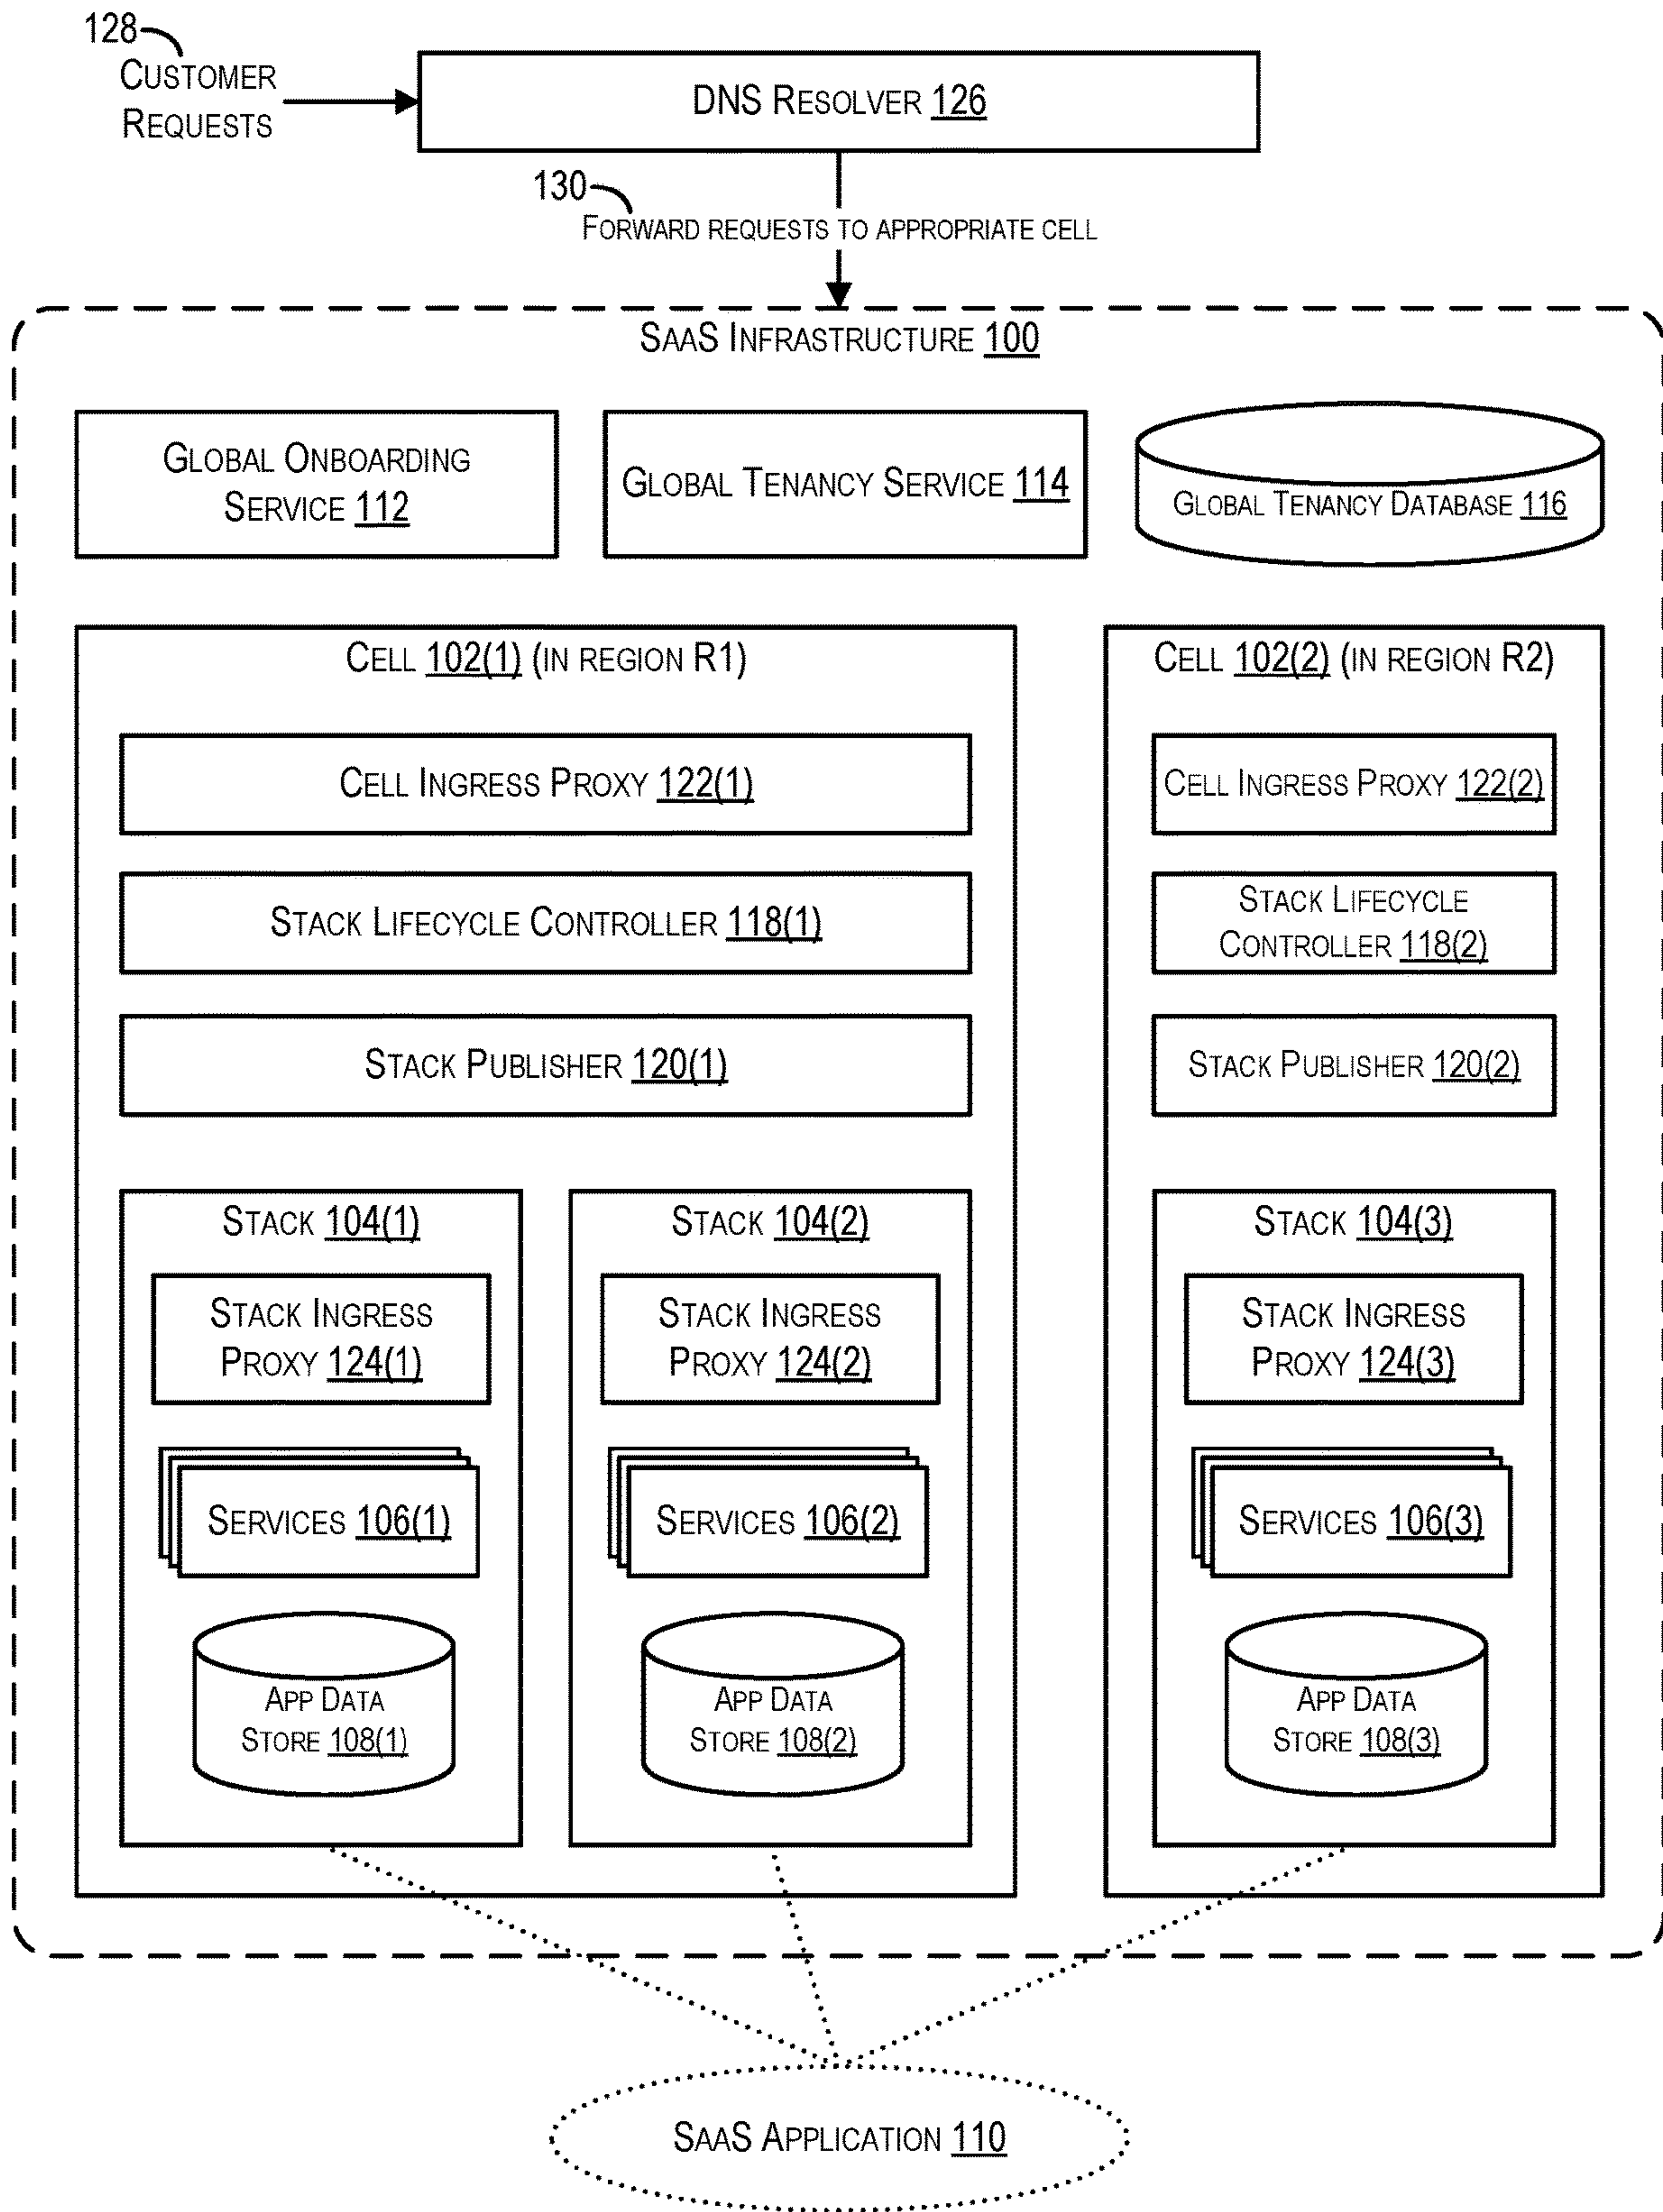 128
Customer
Requests
DNS Resolver 126
130
Forward requests to appropriate cell
SaaS Infrastructure 100
Global Onboarding
Service 112
Global Tenancy Service 114
Global Tenancy Database 116
Cell 102(1) (in region R1)
Cell Ingress Proxy 122(1)
Stack Lifecycle Controller 118(1)
Stack Publisher 120(1)
Stack 104(1)
Stack Ingress
Proxy 124(1)
Services 106(1)
App Data
Store 108(1)
Stack 104(2)
Stack Ingress
Proxy 124(2)
Services 106(2)
App Data
Store 108(2)
Cell 102(2) (in region R2)
Cell Ingress Proxy 122(2)
Stack Lifecycle
Controller 118(2)
Stack Publisher 120(2)
Stack 104(3)
Stack Ingress
Proxy 124(3)
Services 106(3)
App Data
Store 108(3)
SaaS Application 110